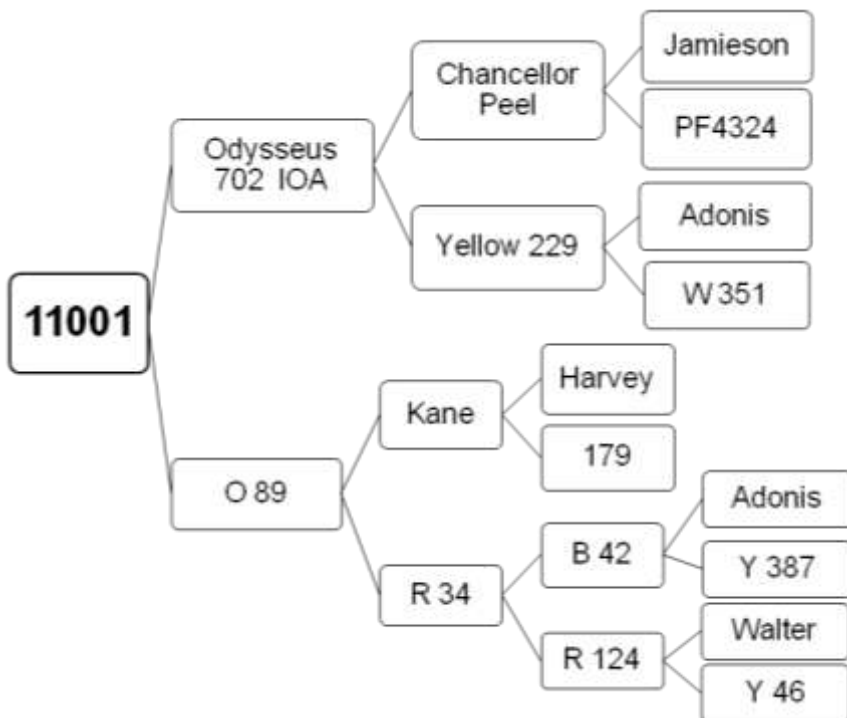 Jamieson
Chancellor
Peel
PF4324
Odysseus
702 IOA
Adonis
Yellow 229
W 351
11001
Harvey
Kane
179
O 89
Adonis
B 42
Y 387
R 34
Walter
R 124
Y 46